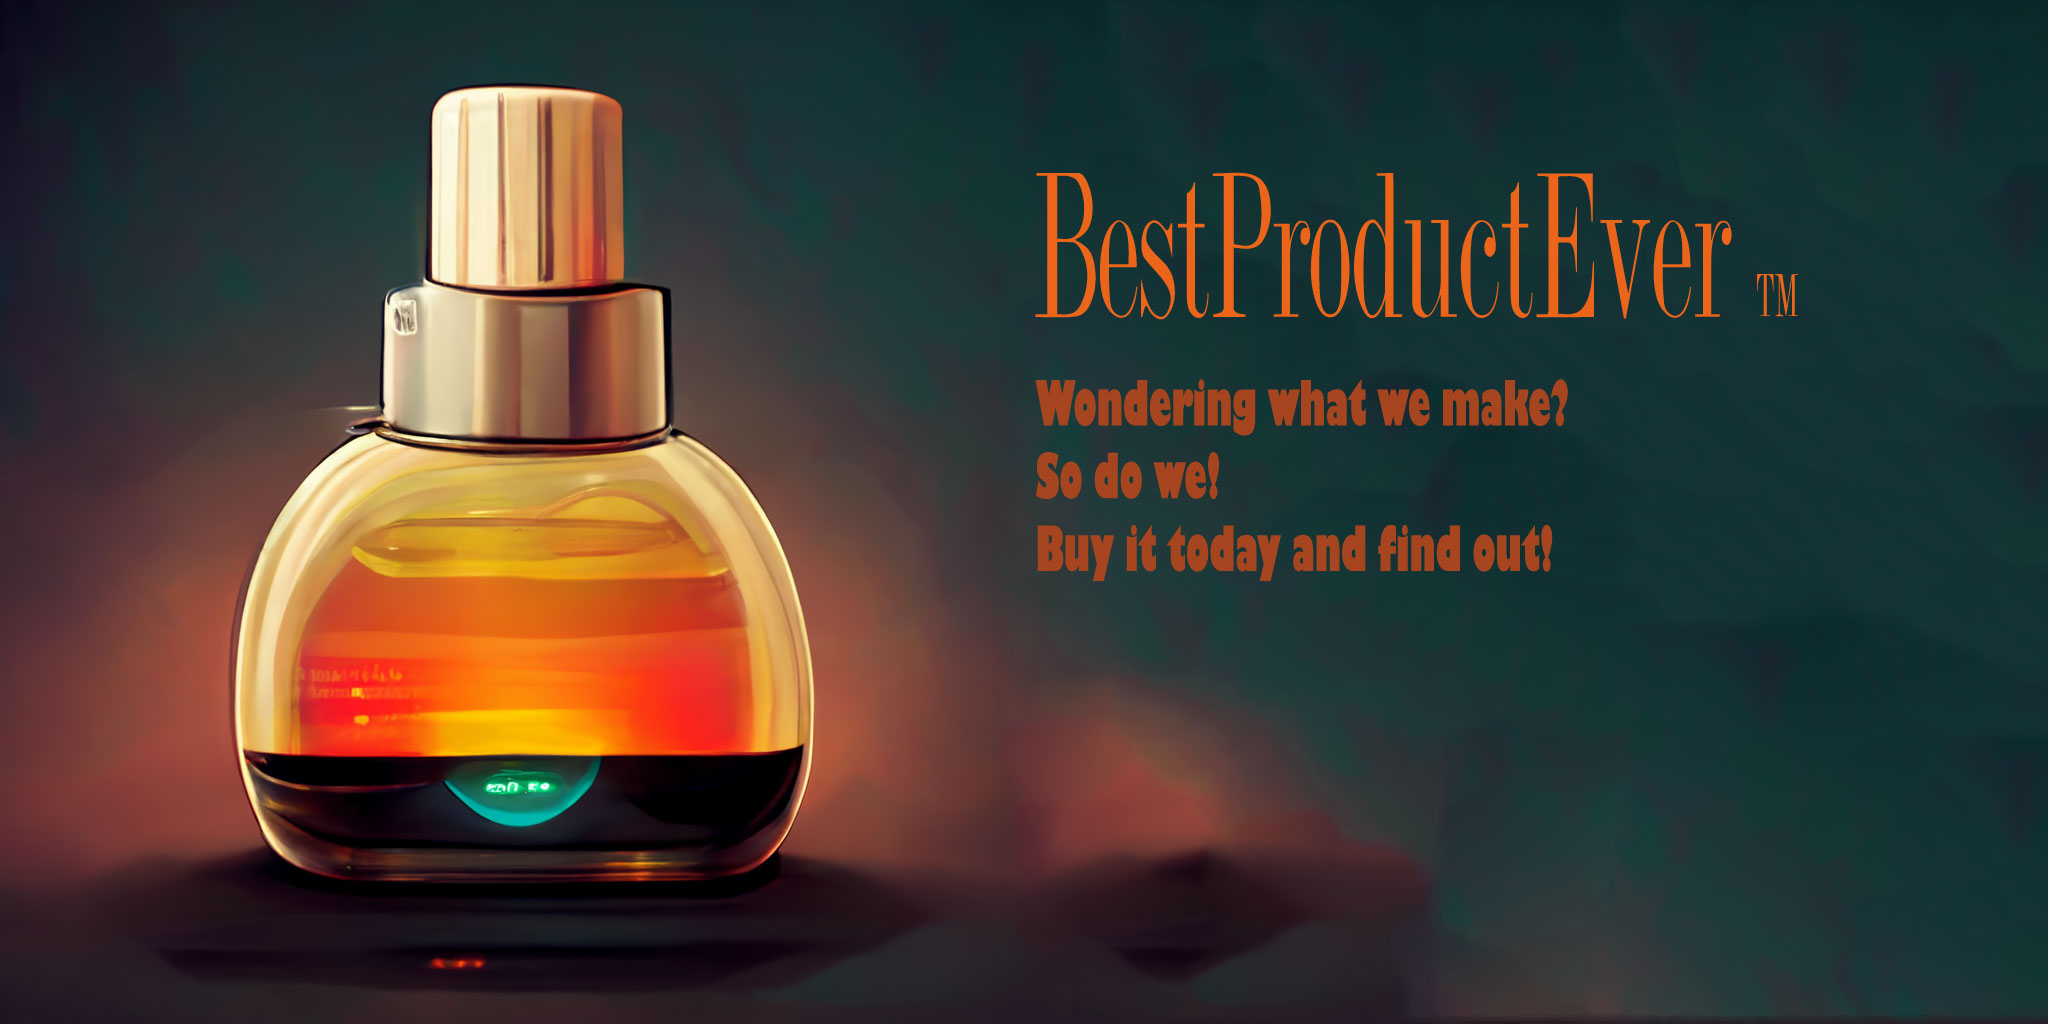 BestProductEver TM
Wondering what we make?
So do we!
Buy it today and find out!